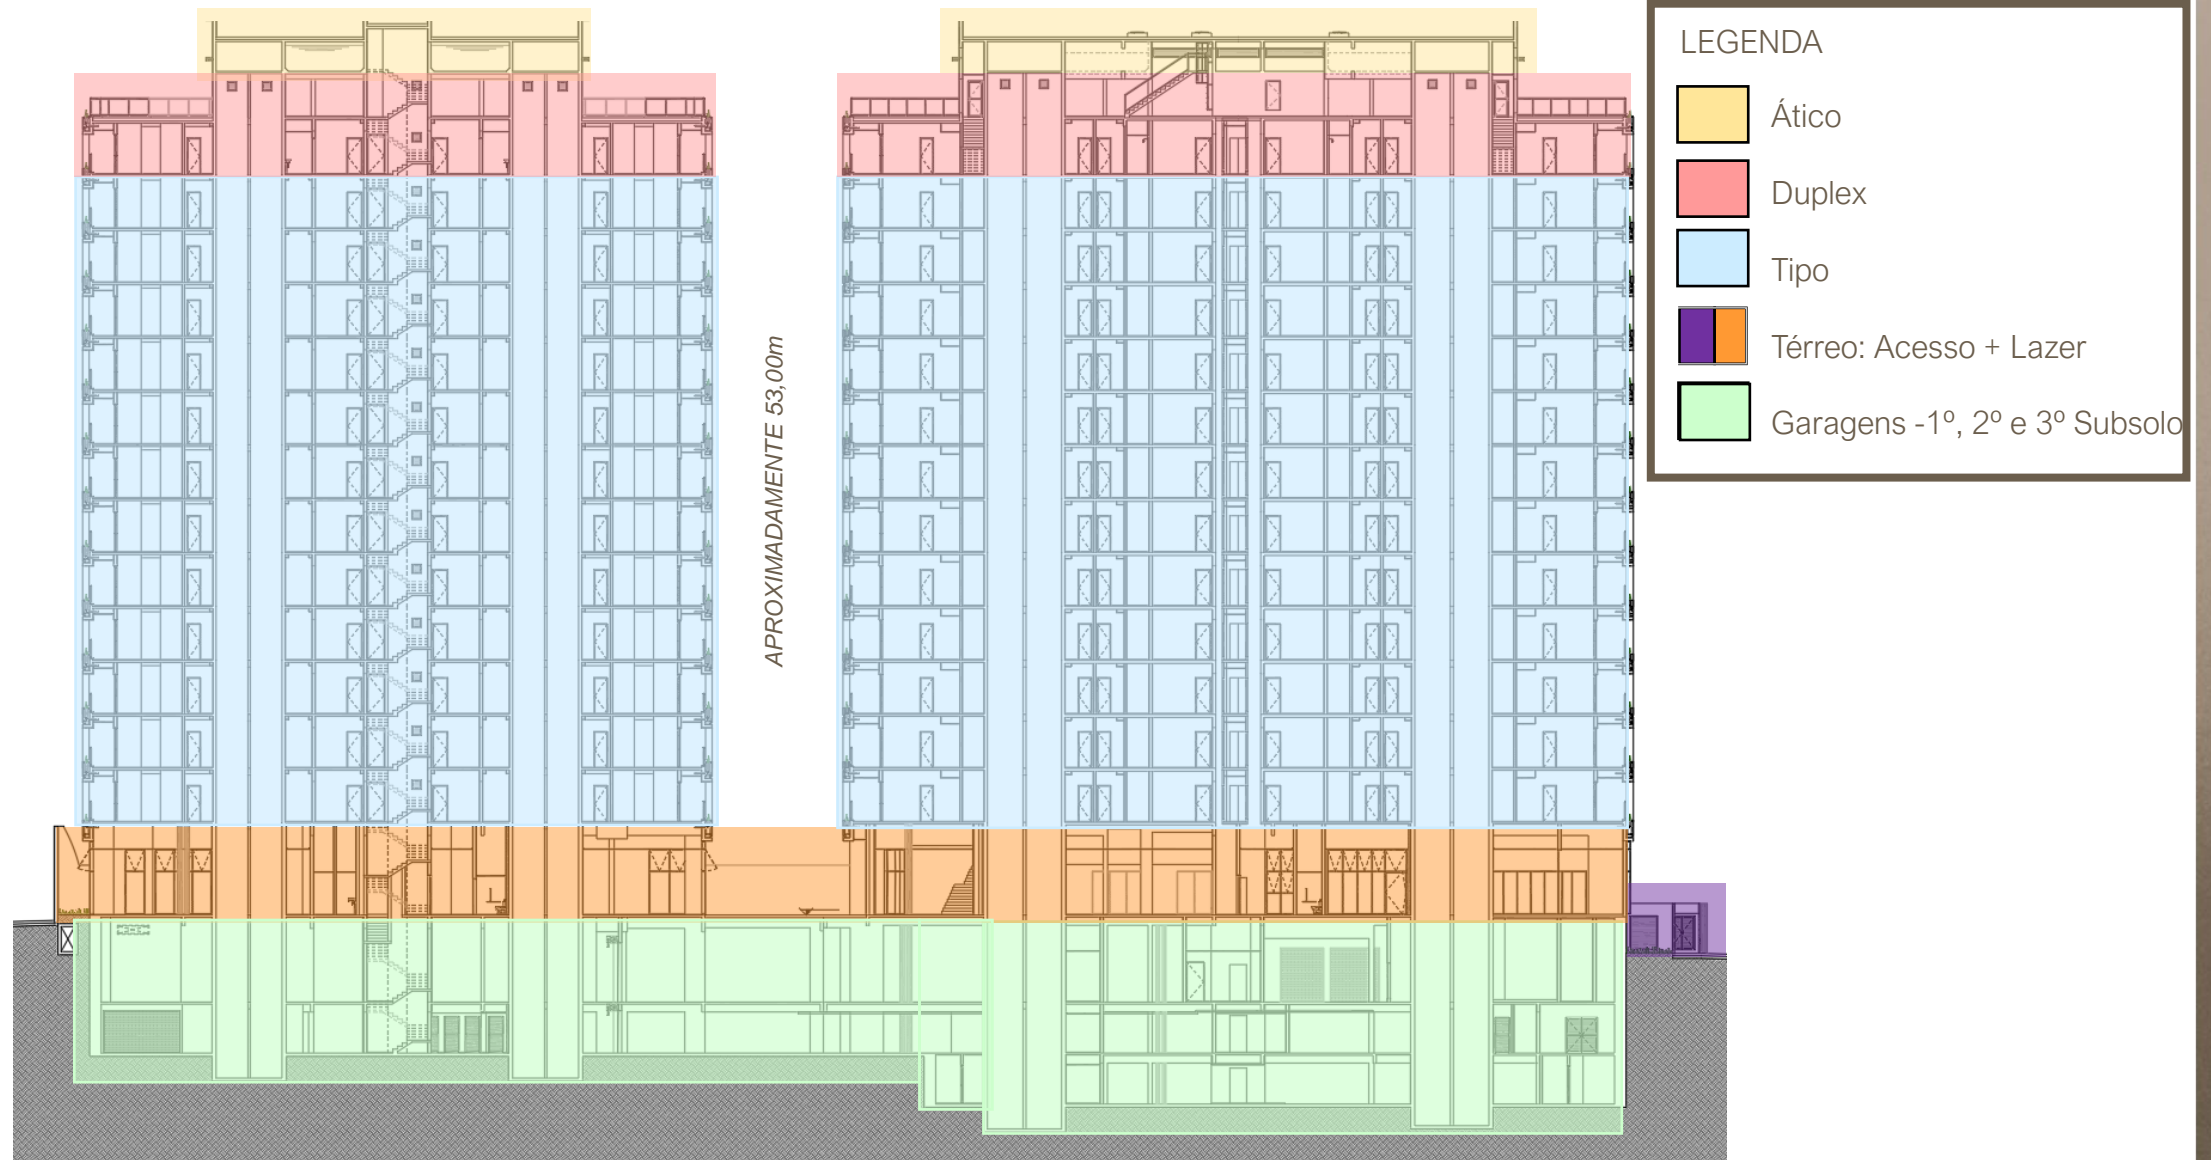 APROXIMADAMENTE 53,00m
LEGENDA
Ático
Duplex
Tipo
Térreo: Acesso + Lazer
Garagens -1º, 2º e 3º Subsolo